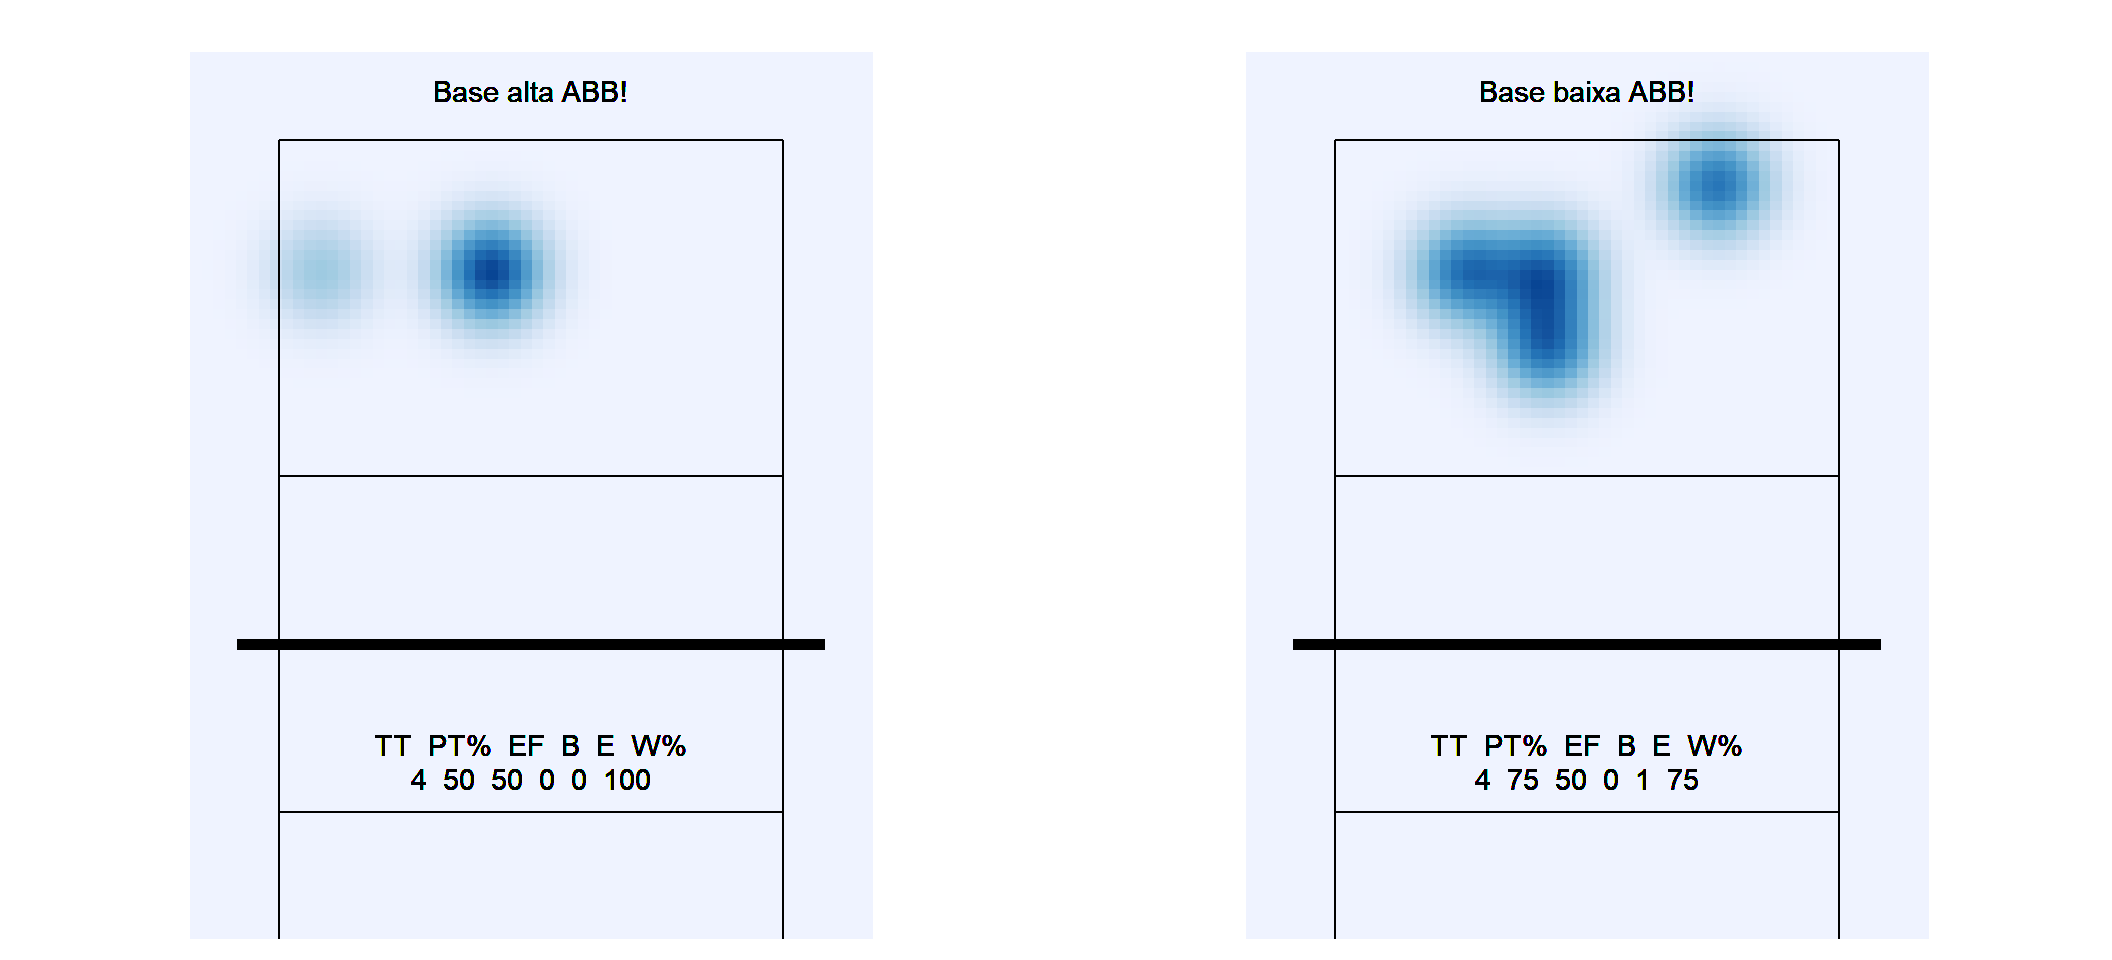 Base alta ABB!
TT PT% EF B E W%
4 50 50 0 0 100
Base baixa ABB!
TT PT% EF B E W%
4 75 50 0 1 75